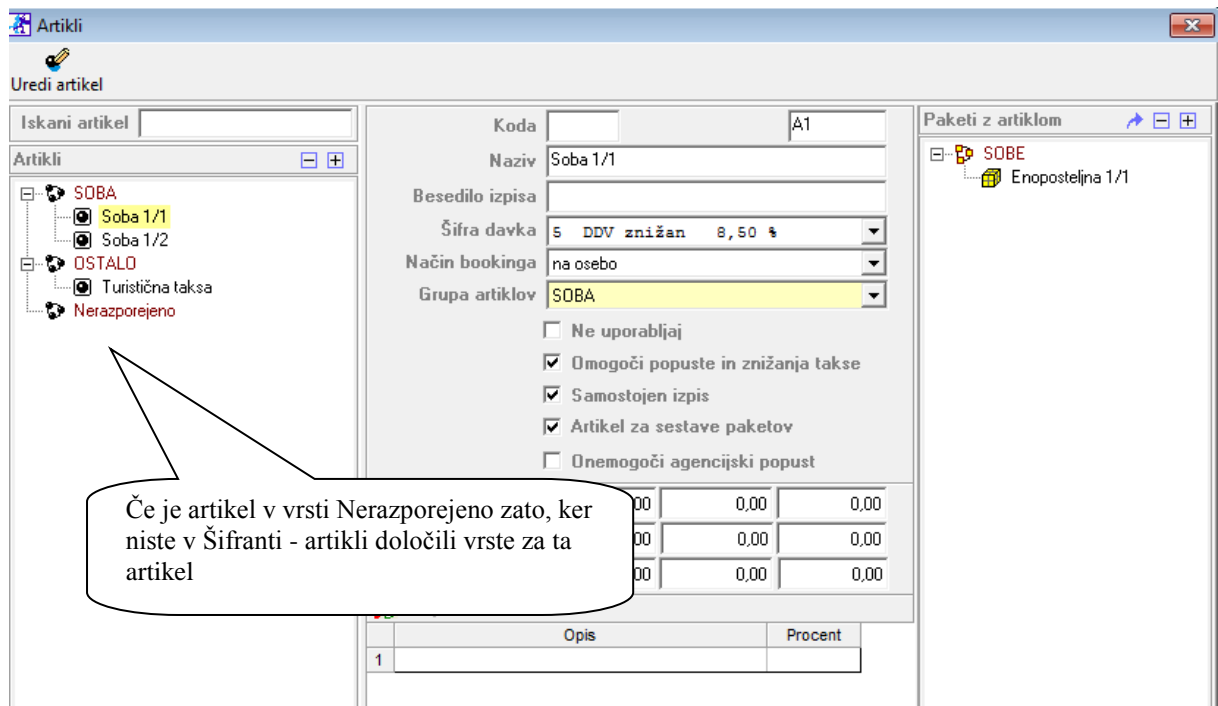 Artikli
Uredi artikel
Iskani artikel
Artikli
SOBA
Soba 1/1
Soba 1/2
OSTALO
Turistična taksa
Nerazporejeno
Če je artikel v vrsti Nerazporejeno zato, ker
niste v Šifranti - artikli določili vrste za ta
artikel
Koda A1
Naziv Soba 1/1
Besedilo izpisa
Šifra davka 5 DDV znižan 8,50 %
Način bookinga na osebo
Grupa artiklov SOBA
Ne uporabljaj
Omogoči popuste in znižanja takse
Samostojen izpis
Artikel za sestave paketov
Onemogoči agencijski popust
00 0,00 0,00
00 0,00 0,00
00 0,00 0,00
Opis Procent
1
Paketi z artiklom
SOBE
Enoposteljna 1/1